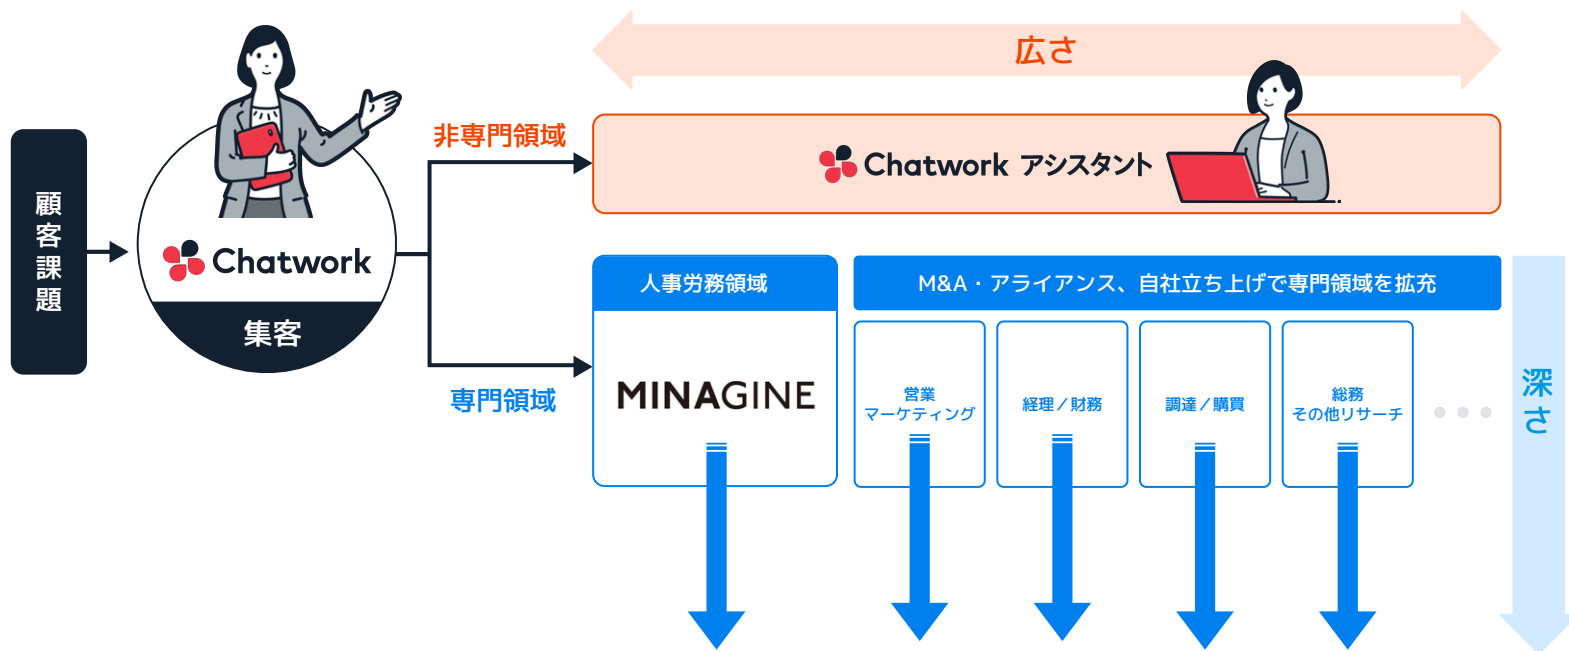 顧客課題
Chatwork
集客
非専門領域
専門領域
広さ
Chatwork アシスタント
人事労務領域
MINAGINE
M&A・アライアンス、自社立ち上げで専門領域を拡充
営業
マーケティング
経理／財務
調達／購買
総務
その他リサーチ
深さ